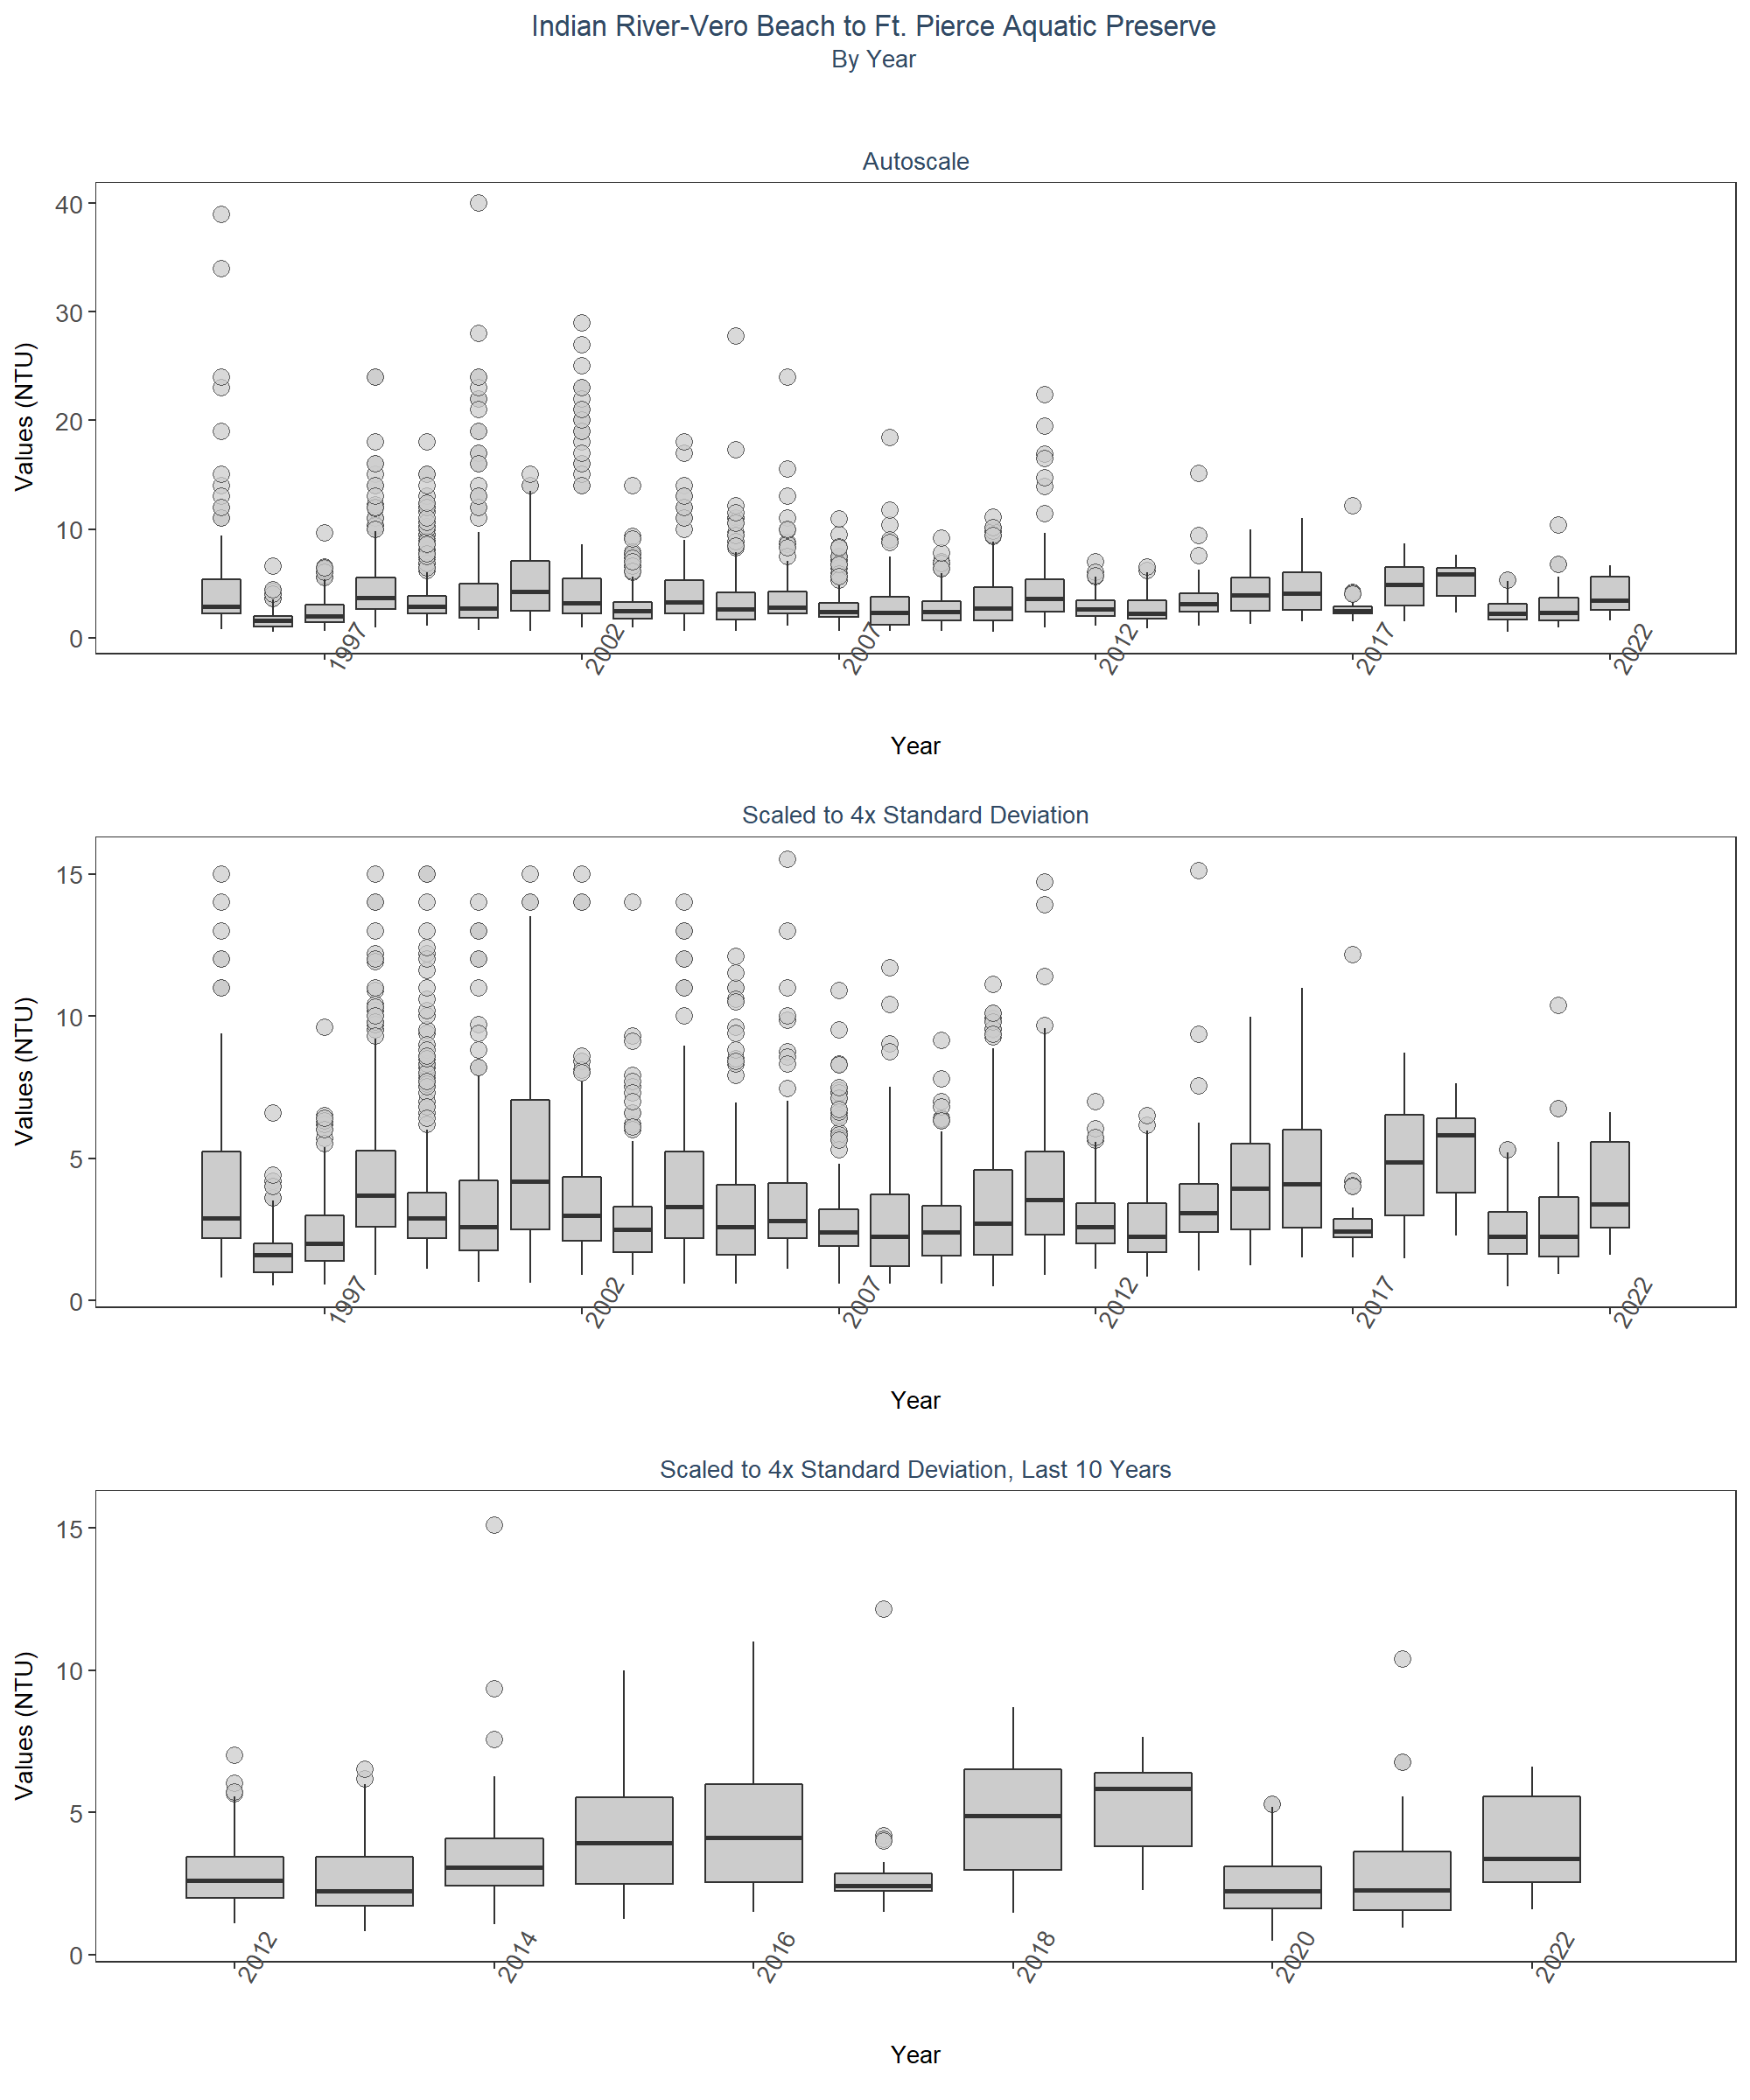 Indian River-Vero Beach to Ft. Pierce Aquatic Preserve
By Year
Autoscale
Values (NTU)
40
30
20
10
0
1997 2002 2007 2012 2017 2022
Year
Scaled to 4x Standard Deviation
Values (NTU)
15
10
5
0
1997 2002 2007 2012 2017 2022
Year
Scaled to 4x Standard Deviation, Last 10 Years
Values (NTU)
15
10
5
0
2012 2014 2016 2018 2020 2022
Year